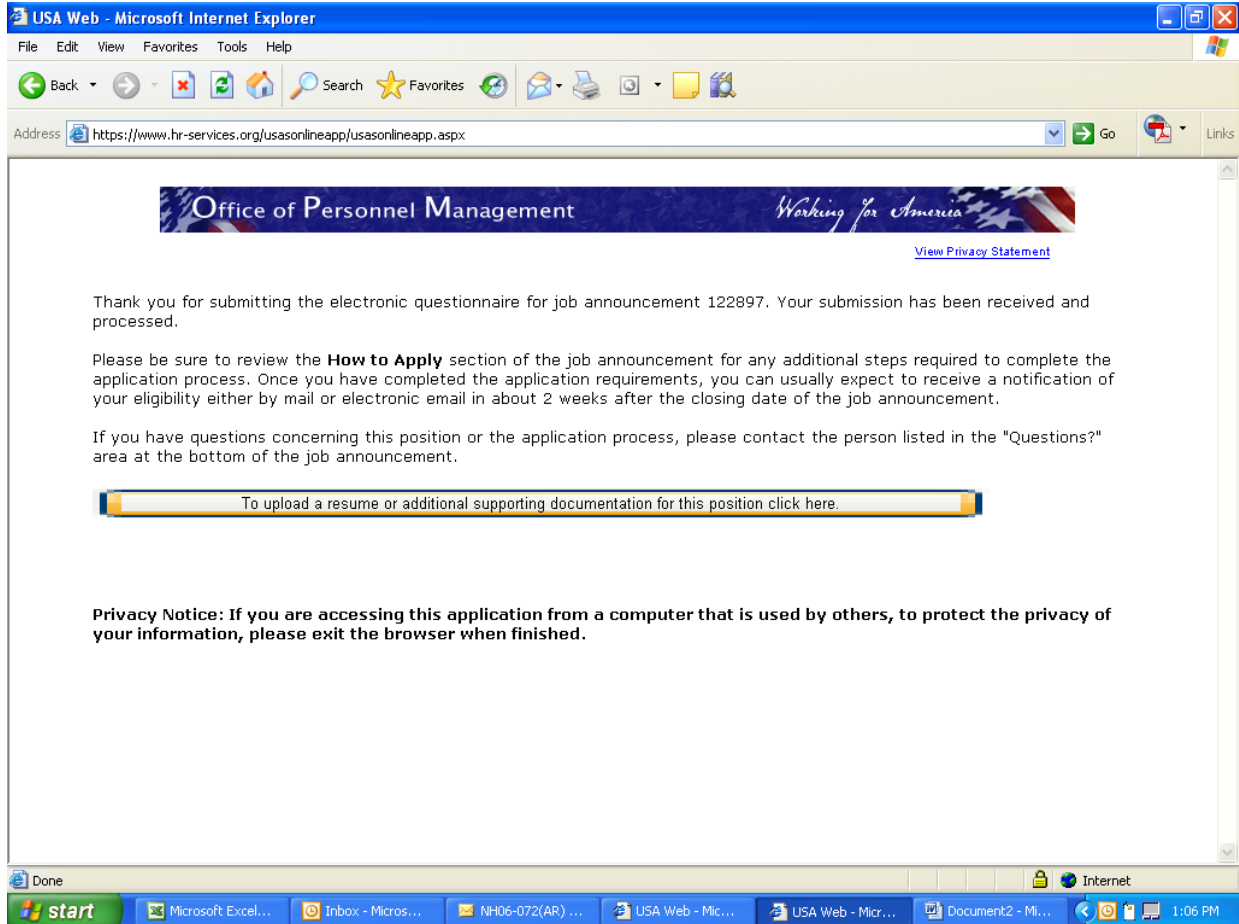 USA Web - Microsoft Internet Explorer
File Edit View Favorites Tools Help
Back Search Favorites
Address https://www.hr-services.org/usasonlineapp/usasonlineapp.aspx Go Links
Office of Personnel Management Working for America
View Privacy Statement
Thank you for submitting the electronic questionnaire for job announcement 122897. Your submission has been received and
processed.
Please be sure to review the How to Apply section of the job announcement for any additional steps required to complete the
application process. Once you have completed the application requirements, you can usually expect to receive a notification of
your eligibility either by mail or electronic email in about 2 weeks after the closing date of the job announcement.
If you have questions concerning this position or the application process, please contact the person listed in the "Questions?"
area at the bottom of the job announcement.
To upload a resume or additional supporting documentation for this position click here.
Privacy Notice: If you are accessing this application from a computer that is used by others, to protect the privacy of
your information, please exit the browser when finished.
Done Internet
start Microsoft Excel... Inbox - Micros... NH06-072(AR) ... USA Web - Mic... USA Web - Micr... Document2 - Mi... 1:06 PM